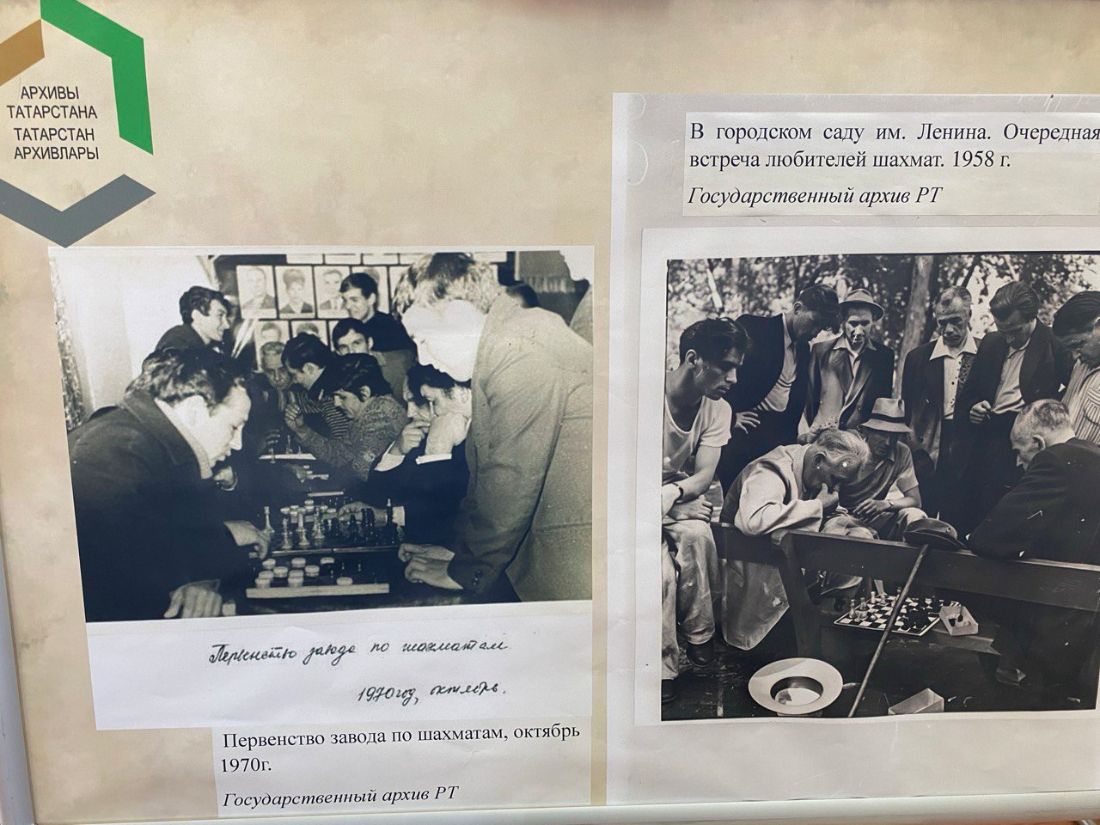 АРХИВЫ
ТАТАРСТАНА
ТАТАРСТАН
АРХИВЛАРЫ
В городском саду им. Ленина. Очередная
встреча любителей шахмат. 1958 г.
Государственный архив РТ
Первенство завода по шахматам
1970 год, октябрь.
Первенство завода по шахматам, октябрь
1970г.
Государственный архив РТ